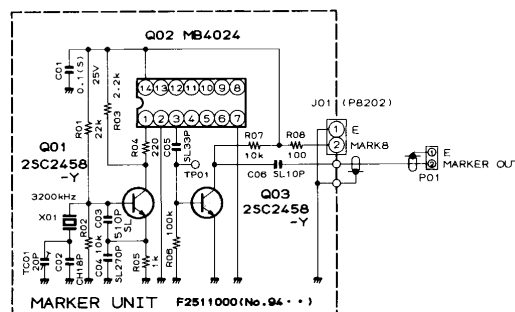 Q02 MB4024
C01
0.1(S)
25V
2.2k
R03
R01
22k
14 13 12 11 10 9 8
1 2 3 4 5 6 7
R04
220
C05
SL33P
TP01
R07
10k
R08
100
C06 SL10P
J01 (P8202)
1 E
2 MARK8
1 E
2 MARKER OUT
P01
Q01
2SC2458
-Y
Q03
2SC2458
-Y
3200kHz
X01
R02
10k
C03
510P
SL
C04
SL270P
R05
1k
R06
100k
TC01
20P
C02
CH18P
MARKER UNIT F2511000(No.94··)